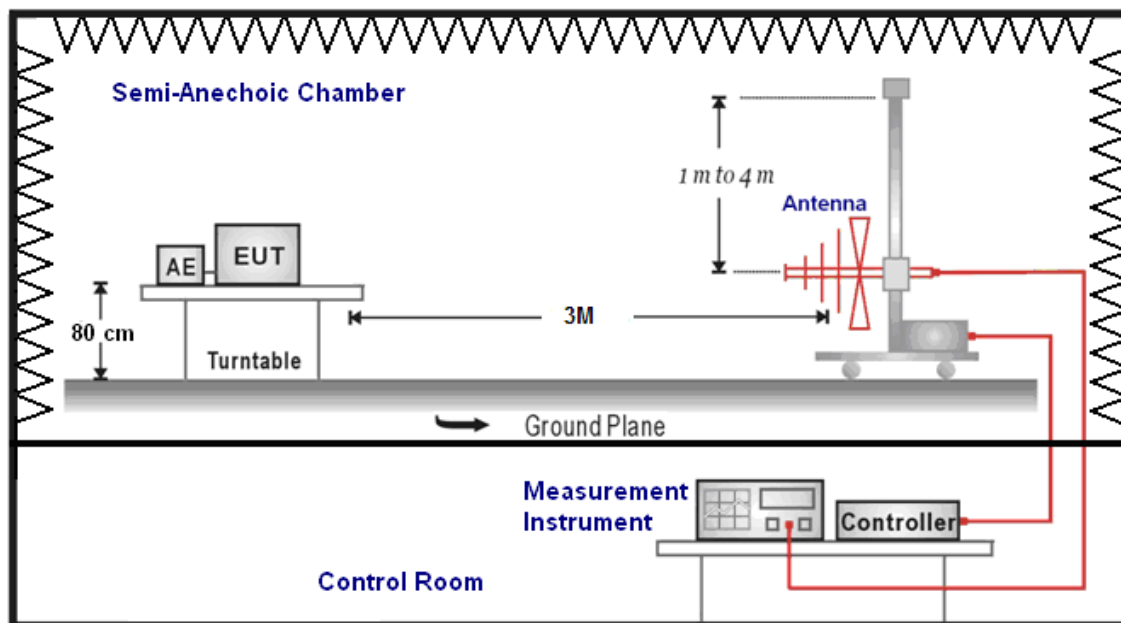 Semi-Anechoic Chamber
1 m to 4 m
Antenna
AE
EUT
80 cm
3M
Turntable
Ground Plane
Measurement
Instrument
Controller
Control Room